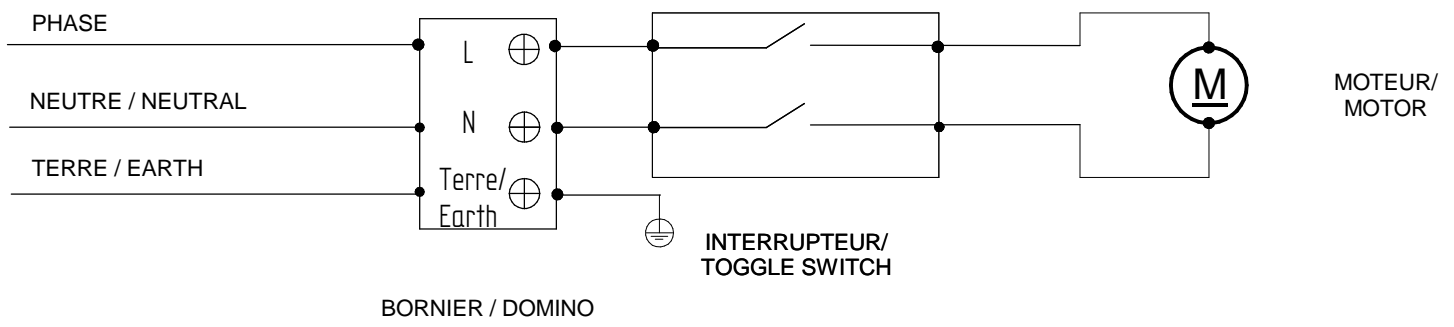 PHASE
L
NEUTRE / NEUTRAL
N
TERRE / EARTH
Terre/
Earth
M
MOTEUR/
MOTOR
INTERRUPTEUR/
TOGGLE SWITCH
BORNIER / DOMINO